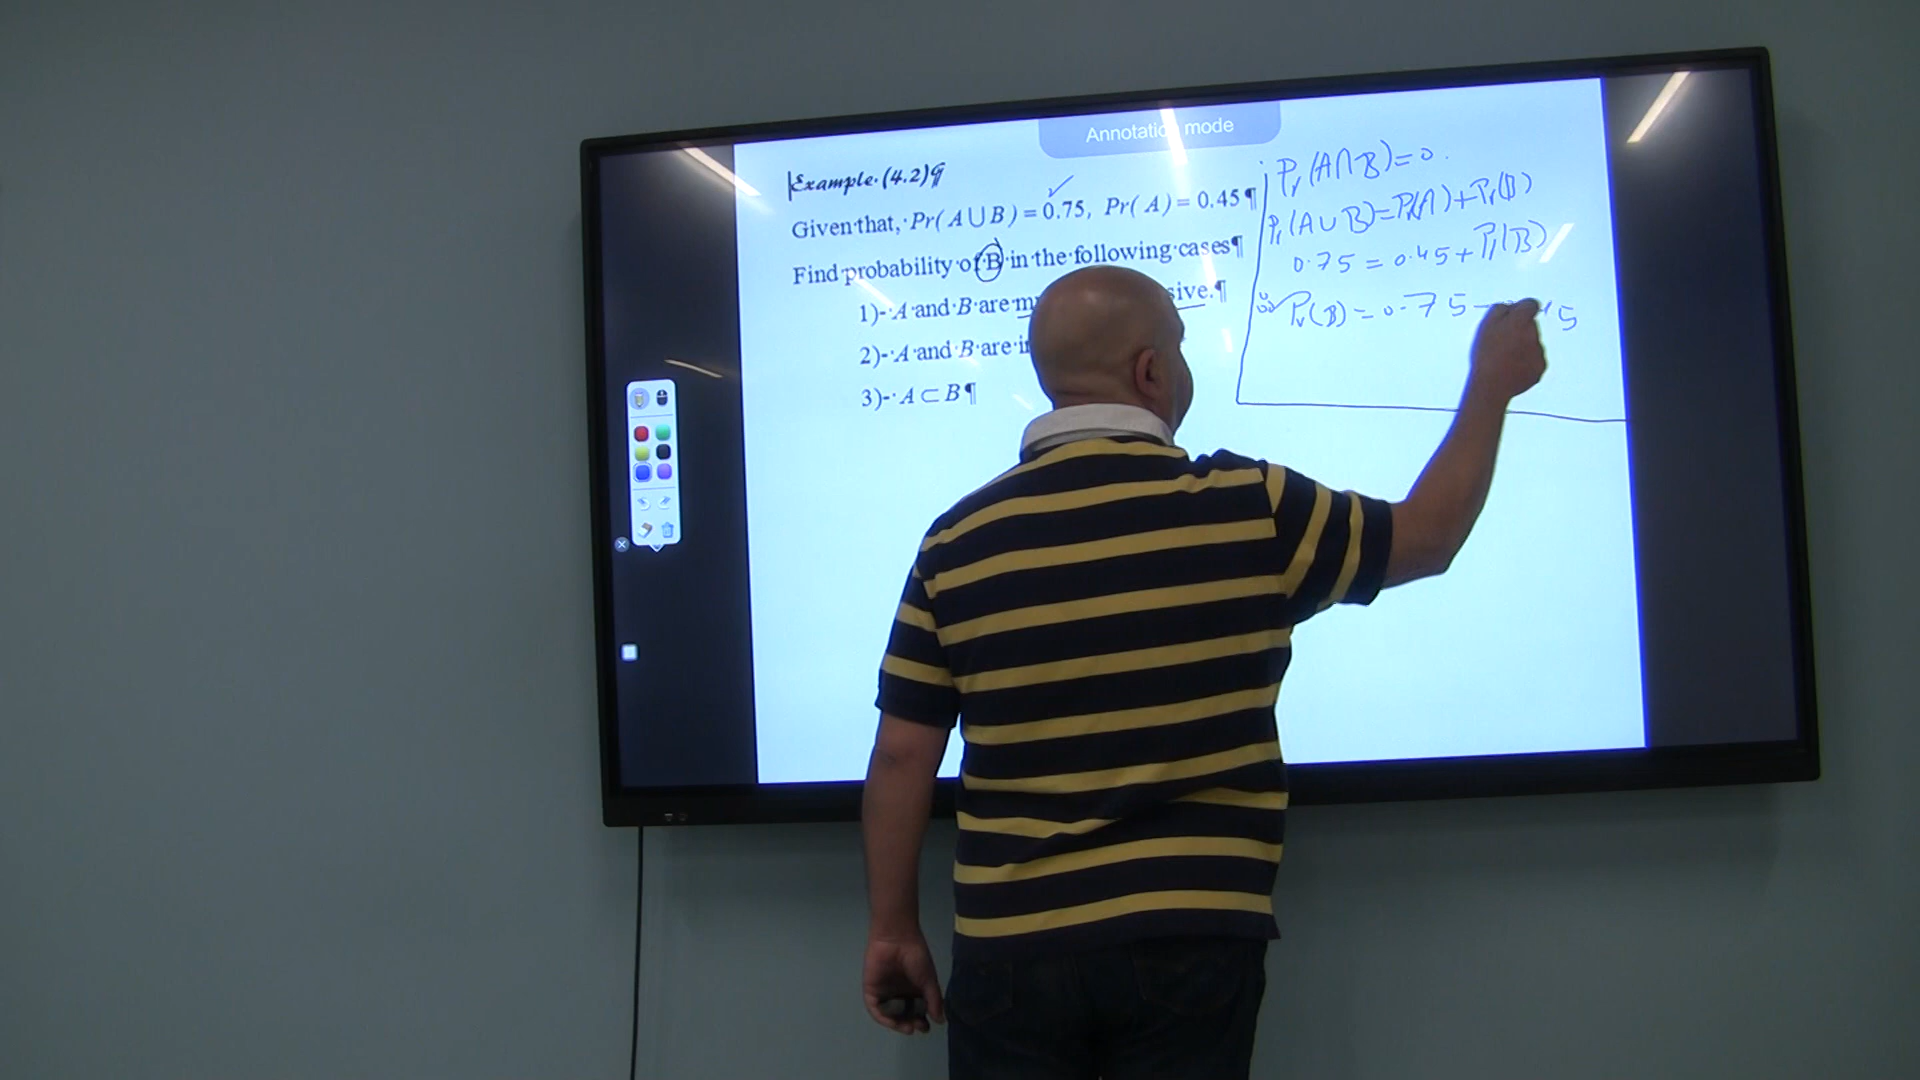 Annotation mode
Example (4.2)¶
Given that, Pr( A ∪ B ) = 0.75, Pr( A ) = 0.45 ¶
Find probability of B in the following cases¶
1)- A and B are sive.¶
2)- A and B are
3)- A ⊂ B ¶
Pr(A∩B)=0.
Pr(A∪B)=Pr(A)+Pr(B)
0.75 = 0.45 + Pr(B)
∴ Pr(B) = 0.75 - 5